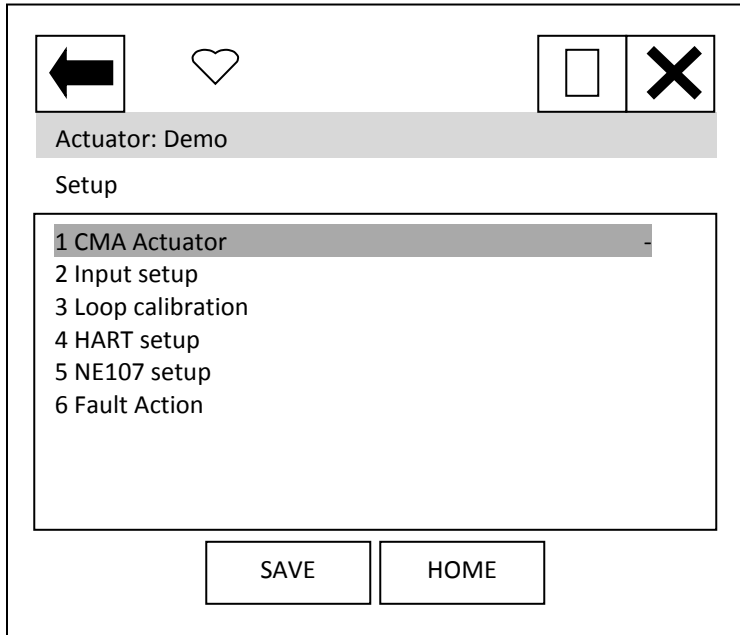 Actuator: Demo
Setup
1 CMA Actuator -
2 Input setup
3 Loop calibration
4 HART setup
5 NE107 setup
6 Fault Action
SAVE HOME